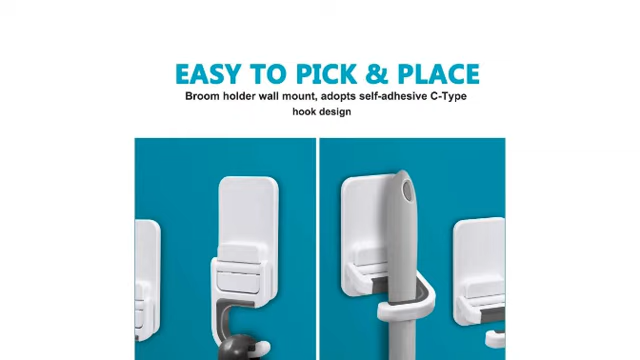 EASY TO PICK & PLACE
Broom holder wall mount, adopts self-adhesive C-Type
hook design